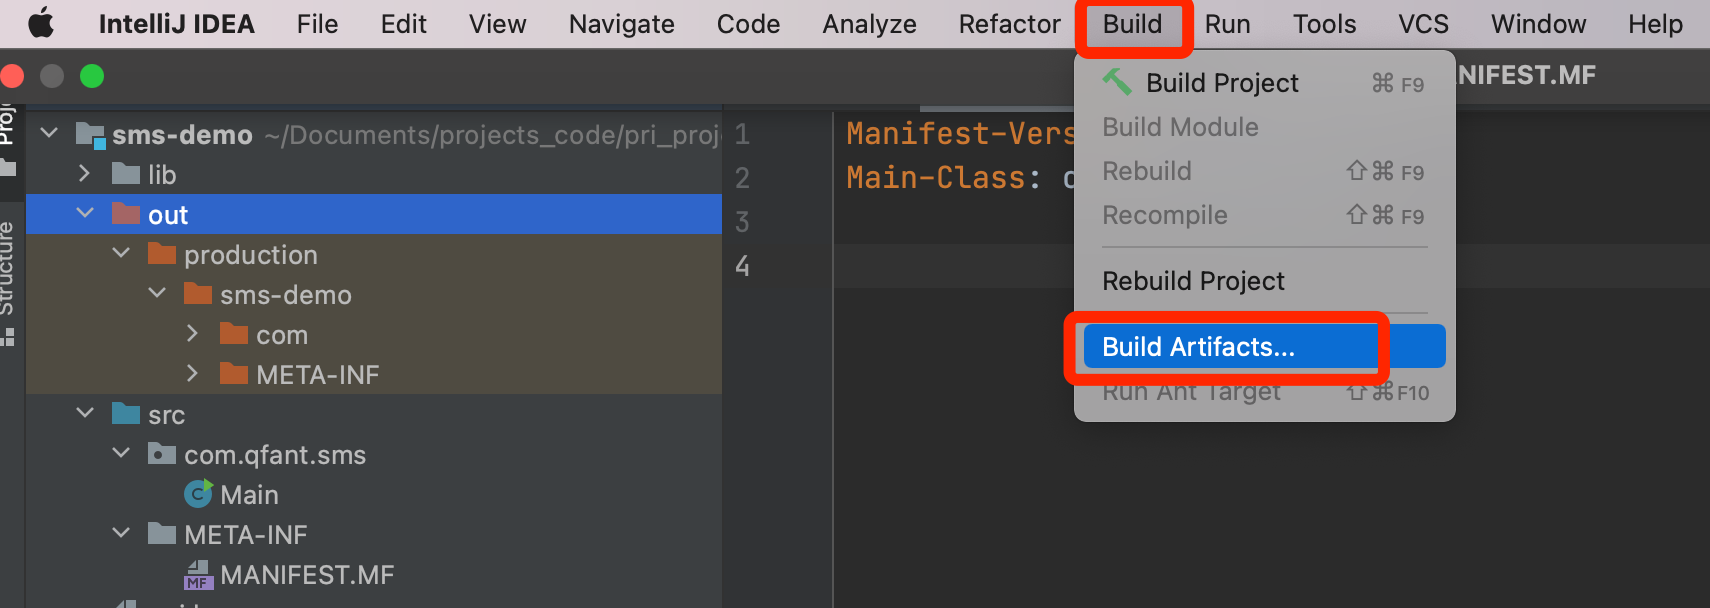 IntelliJ IDEA File Edit View Navigate Code Analyze Refactor Build Run Tools VCS Window Help
NIFEST.MF
Structure
sms-demo ~/Documents/projects_code/pri_proj
lib
out
production
sms-demo
com
META-INF
src
com.qfant.sms
Main
META-INF
MANIFEST.MF
MF
1 Manifest-Vers
2 Main-Class:
3
4
Build Project ⌘ F9
Build Module
Rebuild ⇧⌘ F9
Recompile ⇧⌘ F9
Rebuild Project
Build Artifacts...
Run Ant Target ⇧⌘F10